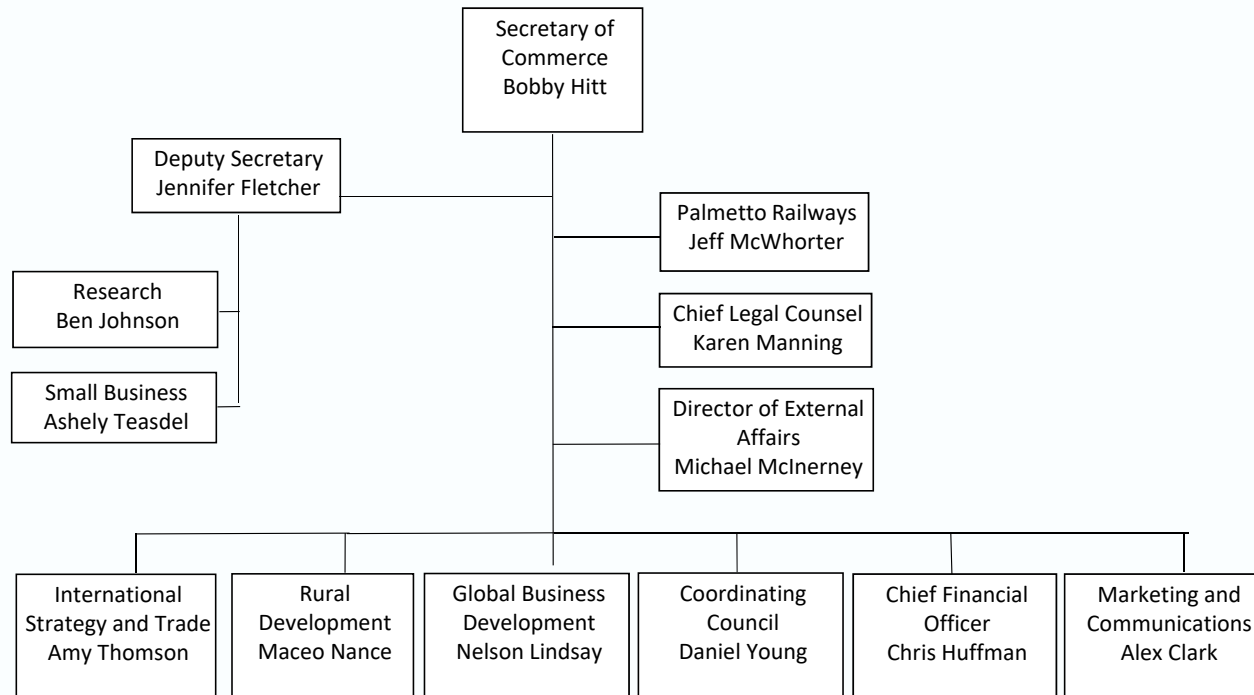 Secretary of
Commerce
Bobby Hitt
Deputy Secretary
Jennifer Fletcher
Palmetto Railways
Jeff McWhorter
Research
Ben Johnson
Chief Legal Counsel
Karen Manning
Small Business
Ashely Teasdel
Director of External
Affairs
Michael McInerney
International
Strategy and Trade
Amy Thomson
Rural
Development
Maceo Nance
Global Business
Development
Nelson Lindsay
Coordinating
Council
Daniel Young
Chief Financial
Officer
Chris Huffman
Marketing and
Communications
Alex Clark